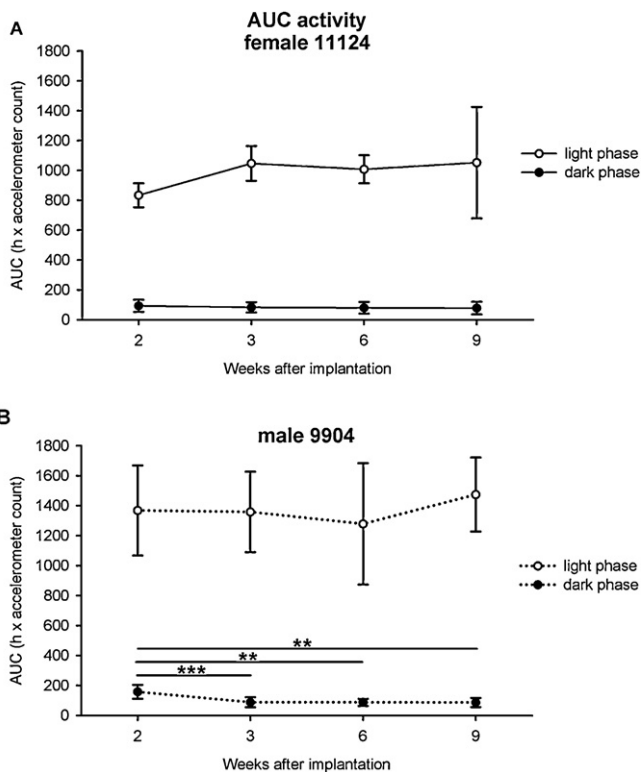 A
AUC activity
female 11124
AUC (h x accelerometer count)
1800
1600
1400
1200
1000
800
600
400
200
0
2 3 6 9
Weeks after implantation
light phase
dark phase
B
male 9904
AUC (h x accelerometer count)
1800
1600
1400
1200
1000
800
600
400
200
0
**
**
***
2 3 6 9
Weeks after implantation
light phase
dark phase